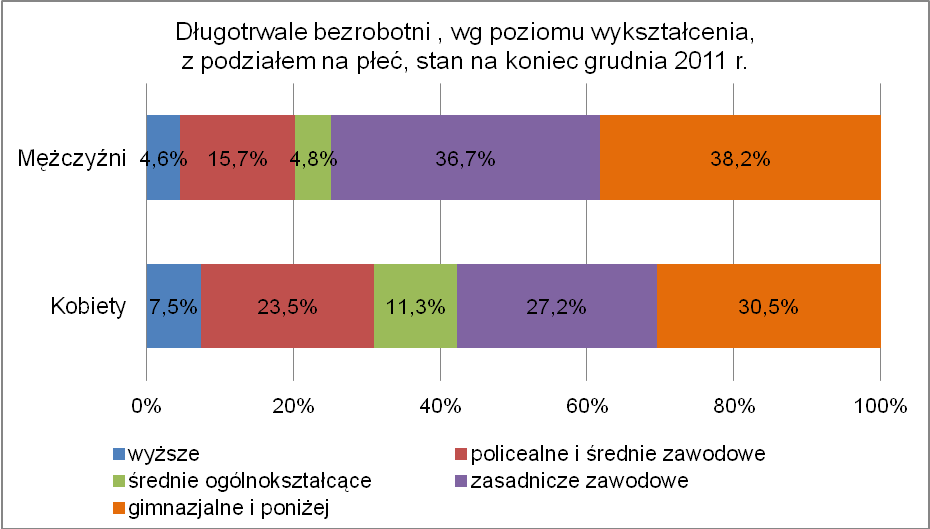 Długotrwale bezrobotni , wg poziomu wykształcenia,
z podziałem na płeć, stan na koniec grudnia 2011 r.
Mężczyźni 4,6% 15,7% 4,8% 36,7% 38,2%
Kobiety 7,5% 23,5% 11,3% 27,2% 30,5%
0% 20% 40% 60% 80% 100%
wyższe policealne i średnie zawodowe
średnie ogólnokształcące zasadnicze zawodowe
gimnazjalne i poniżej